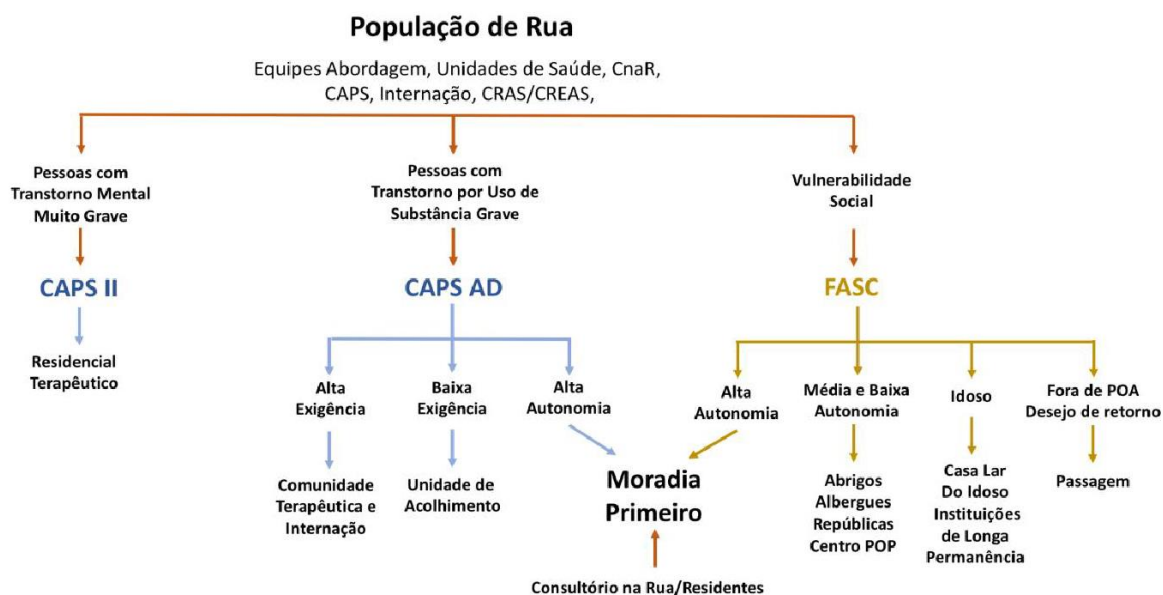 População de Rua
Equipes Abordagem, Unidades de Saúde, CnaR,
CAPS, Internação, CRAS/CREAS,
Pessoas com
Transtorno Mental
Muito Grave
Pessoas com
Transtorno por Uso de
Substância Grave
Vulnerabilidade
Social
CAPS II
CAPS AD
FASC
Residencial
Terapêutico
Alta
Exigência
Baixa
Exigência
Alta
Autonomia
Alta
Autonomia
Média e Baixa
Autonomia
Idoso
Fora de POA
Desejo de retorno
Comunidade
Terapêutica e
Internação
Unidade de
Acolhimento
Moradia
Primeiro
Abrigos
Albergues
Repúblicas
Centro POP
Casa Lar
Do Idoso
Instituições
de Longa
Permanência
Passagem
Consultório na Rua/Residentes